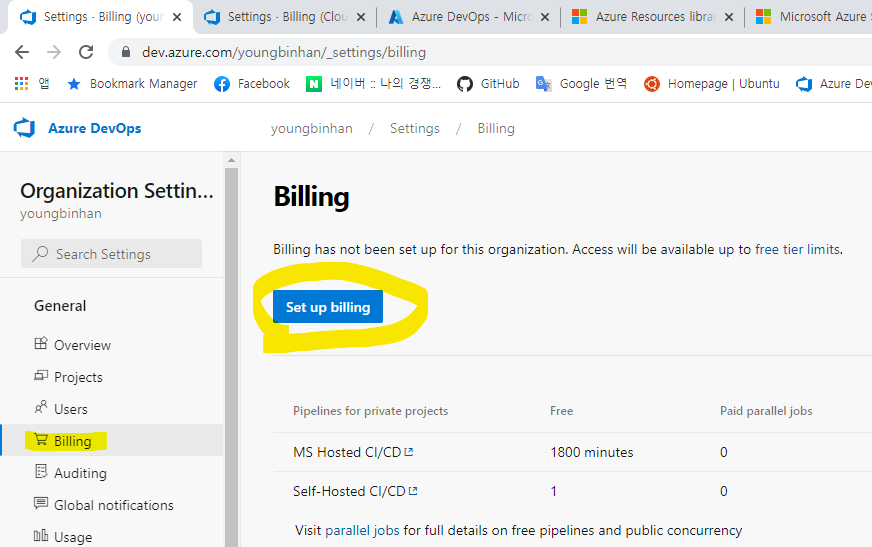 Settings - Billing (your
Settings · Billing (Clou
Azure DevOps - Micro
Azure Resources librar
Microsoft Azure S
dev.azure.com/youngbinhan/_settings/billing
앱
Bookmark Manager
Facebook
네이버 :: 나의 경쟁...
GitHub
Google 번역
Homepage | Ubuntu
Azure Dev
Azure DevOps
youngbinhan / Settings / Billing
Organization Settin...
youngbinhan
Search Settings
General
Overview
Projects
Users
Billing
Auditing
Global notifications
Usage
Billing
Billing has not been set up for this organization. Access will be available up to free tier limits.
Set up billing
Pipelines for private projects Free Paid parallel jobs
MS Hosted CI/CD 1800 minutes 0
Self-Hosted CI/CD 1 0
Visit parallel jobs for full details on free pipelines and public concurrency